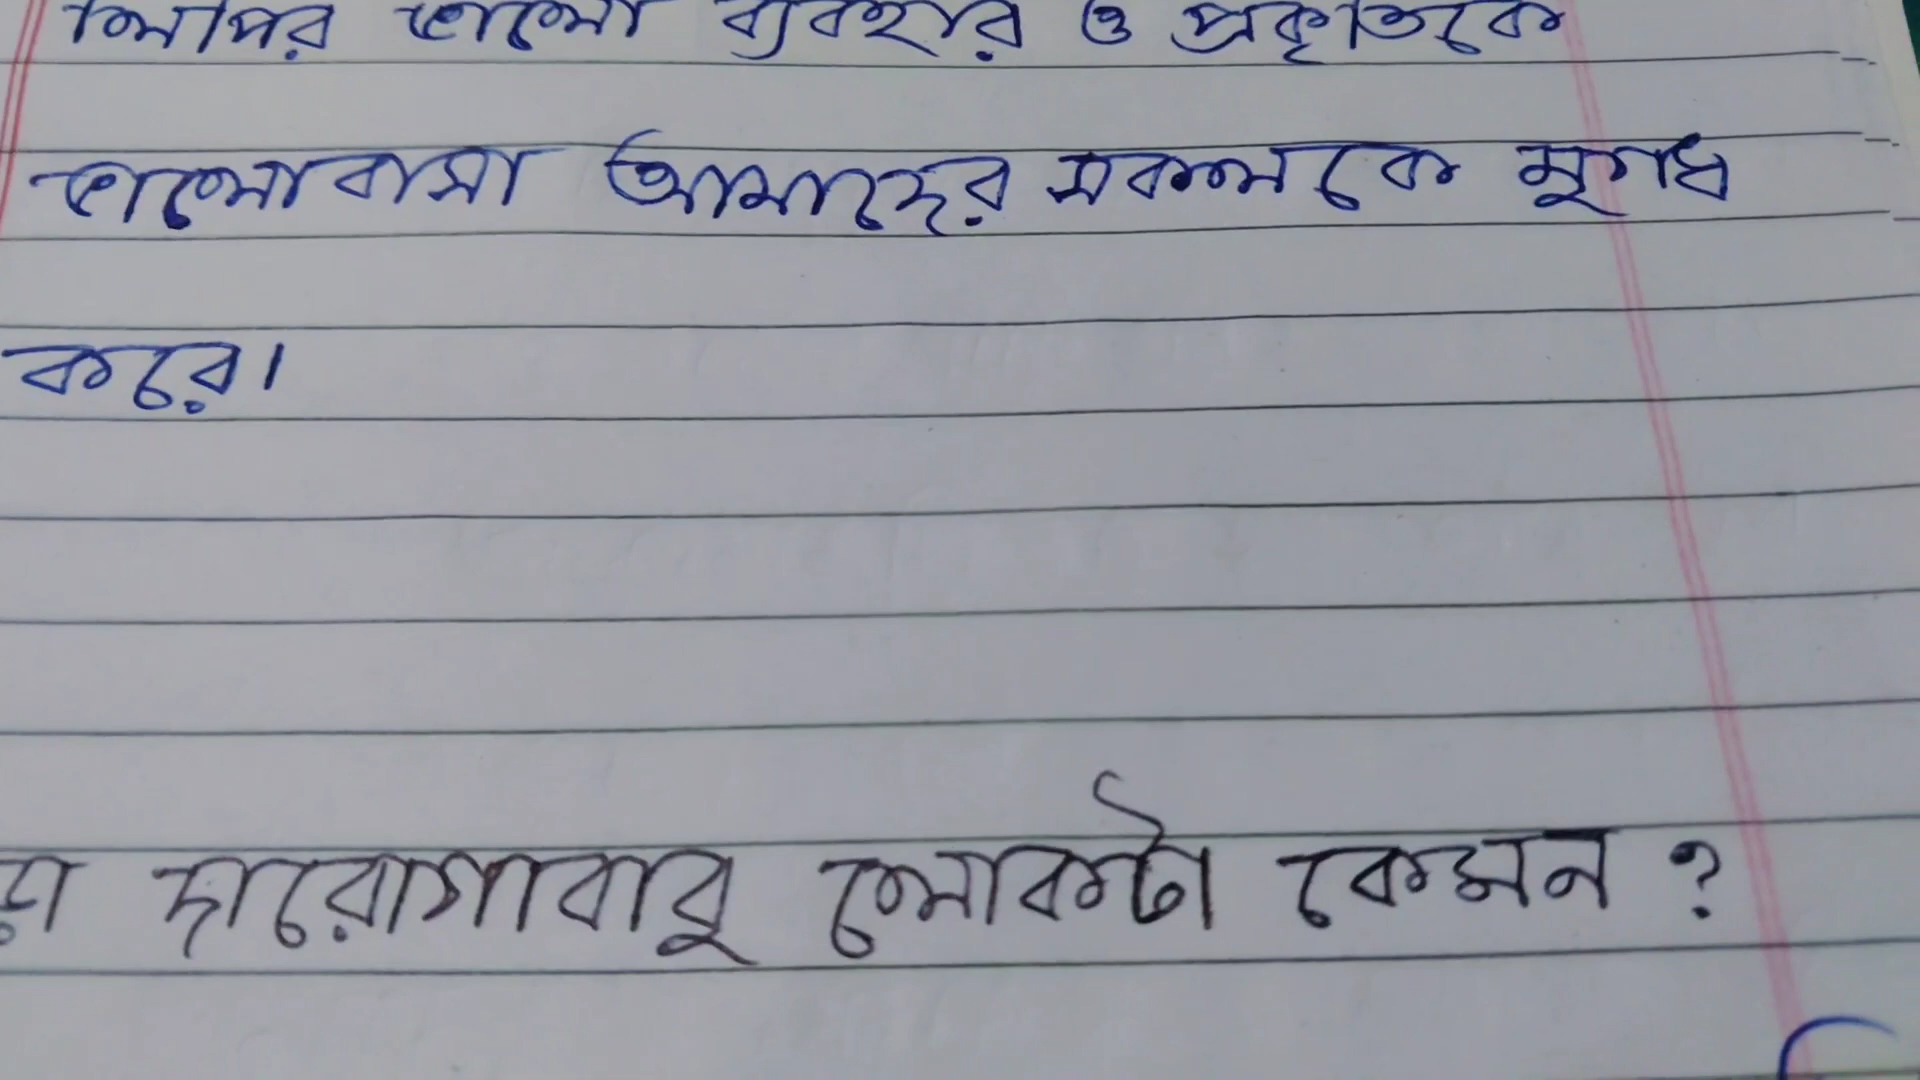 লিপির ভালো ব্যবহার ও প্রকৃতিকে
ভালোবাসা আমাদের সকলকে মুগ্ধ
করে।
দারোগাবাবু লোকটা কেমন ?